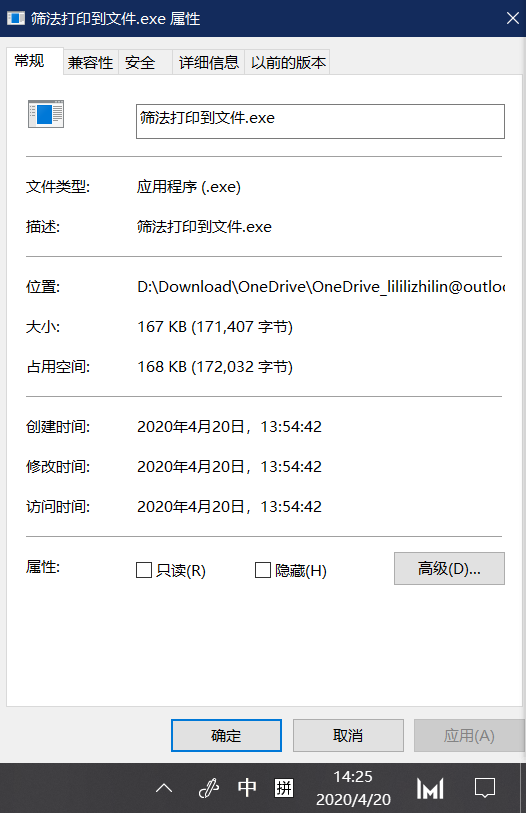 筛法打印到文件.exe 属性
常规 兼容性 安全 详细信息 以前的版本
筛法打印到文件.exe
文件类型: 应用程序 (.exe)
描述: 筛法打印到文件.exe
位置: D:\Download\OneDrive\OneDrive_lililizhilin@outloo
大小: 167 KB (171,407 字节)
占用空间: 168 KB (172,032 字节)
创建时间: 2020年4月20日，13:54:42
修改时间: 2020年4月20日，13:54:42
访问时间: 2020年4月20日，13:54:42
属性: 只读(R) 隐藏(H) 高级(D)...
确定 取消 应用(A)
中 拼 14:25
2020/4/20